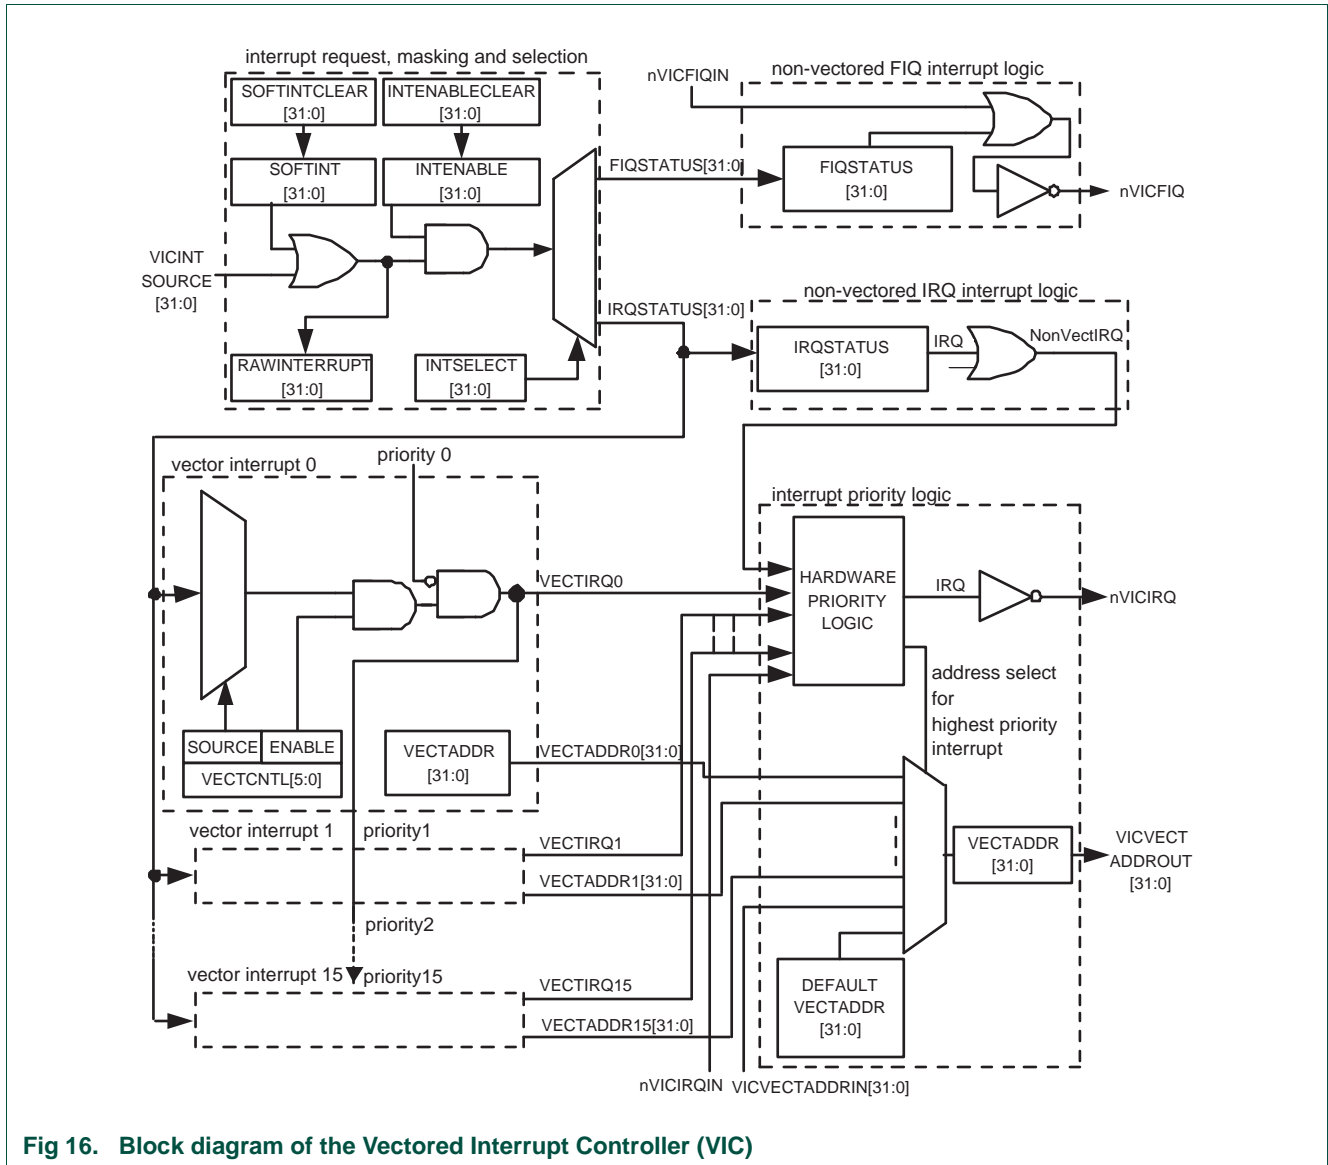 interrupt request, masking and selection
SOFTINTCLEAR
[31:0]
INTENABLECLEAR
[31:0]
SOFTINT
[31:0]
INTENABLE
[31:0]
VICINT
SOURCE
[31:0]
RAWINTERRUPT
[31:0]
INTSELECT
[31:0]
nVICFIQIN
non-vectored FIQ interrupt logic
FIQSTATUS[31:0]
FIQSTATUS
[31:0]
nVICFIQ
IRQSTATUS[31:0]
non-vectored IRQ interrupt logic
IRQSTATUS
[31:0]
IRQ
NonVectIRQ
vector interrupt 0
priority 0
SOURCE
ENABLE
VECTCNTL[5:0]
VECTADDR
[31:0]
VECTIRQ0
VECTADDR0[31:0]
interrupt priority logic
HARDWARE
PRIORITY
LOGIC
IRQ
nVICIRQ
address select
for
highest priority
interrupt
vector interrupt 1
priority1
VECTIRQ1
VECTADDR1[31:0]
priority2
VECTADDR
[31:0]
VICVECT
ADDROUT
[31:0]
vector interrupt 15
priority15
VECTIRQ15
VECTADDR15[31:0]
DEFAULT
VECTADDR
[31:0]
nVICIRQIN
VICVECTADDRIN[31:0]
Fig 16. Block diagram of the Vectored Interrupt Controller (VIC)